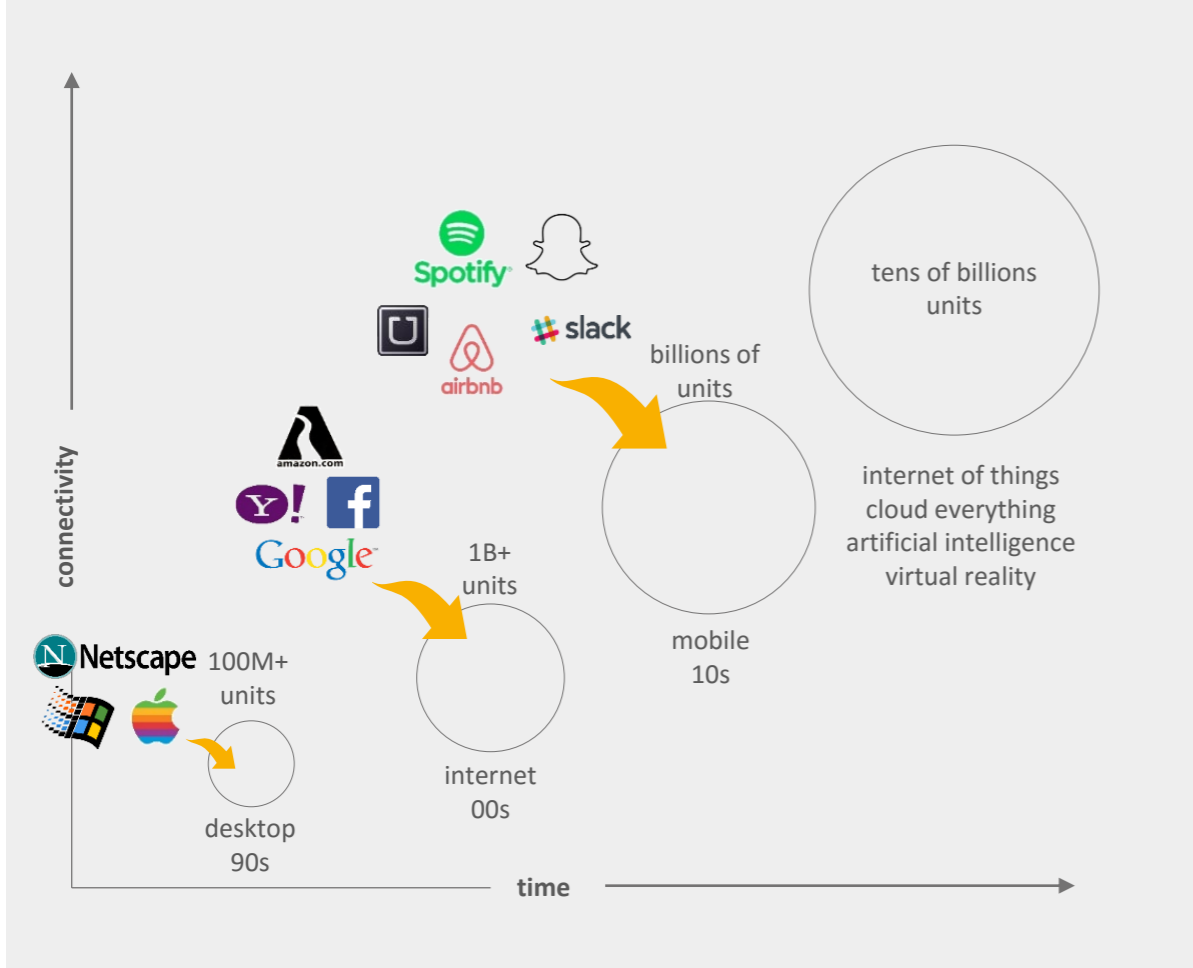 Spotify
slack
airbnb
billions of
units
tens of billions
units
connectivity
amazon.com
Y!
f
Google
internet of things
cloud everything
artificial intelligence
virtual reality
1B+
units
N Netscape
100M+
units
mobile
10s
internet
00s
desktop
90s
time